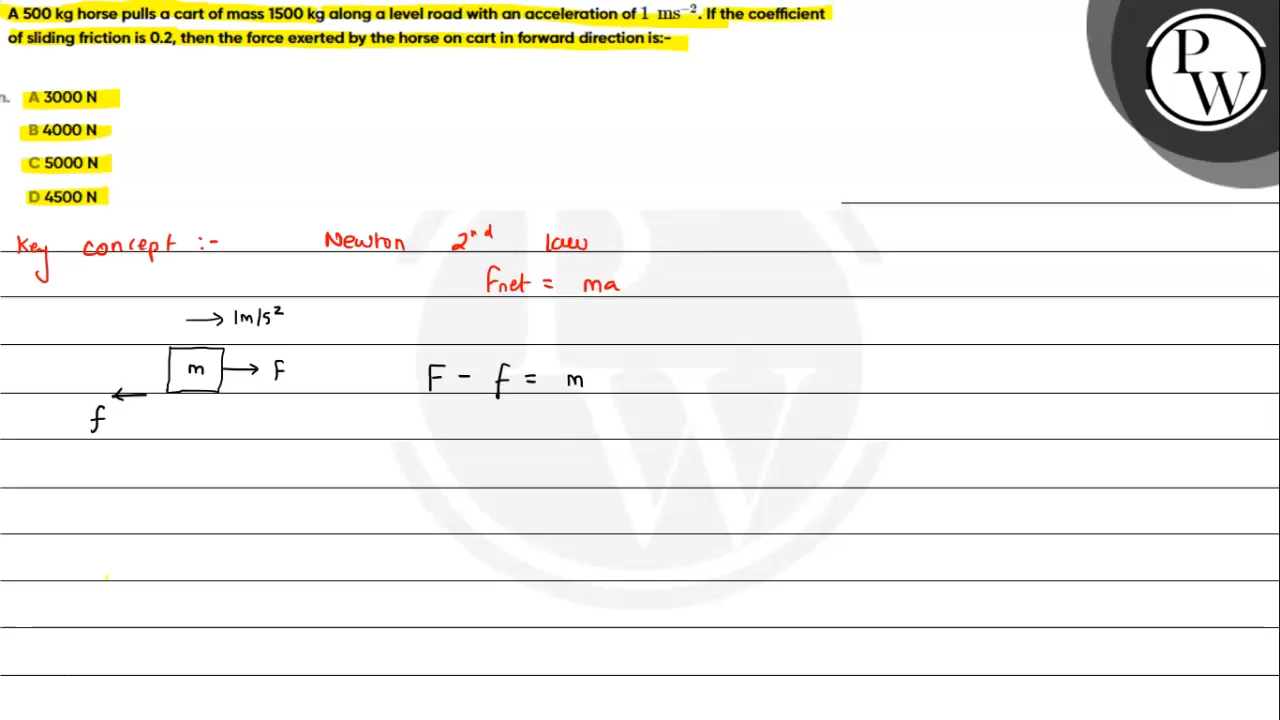 A 500 kg horse pulls a cart of mass 1500 kg along a level road with an acceleration of 1 ms⁻². If the coefficient
of sliding friction is 0.2, then the force exerted by the horse on cart in forward direction is:-
n.
A 3000 N
B 4000 N
C 5000 N
D 4500 N
PW
Key concept :- Newton 2nd law
Fnet = ma
→ 1m/s²
m → F
F - f = m
f